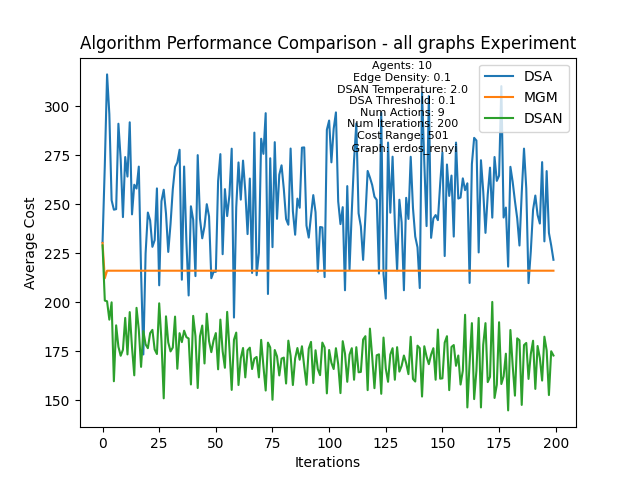 Algorithm Performance Comparison - all graphs Experiment
Agents: 10
Edge Density: 0.1
DSAN Temperature: 2.0
DSA Threshold: 0.1
Num Actions: 9
Num Iterations: 200
Cost Range: 501
Graph: erdos_renyi
DSA
MGM
DSAN
Average Cost
300
275
250
225
200
175
150
0 25 50 75 100 125 150 175 200
Iterations